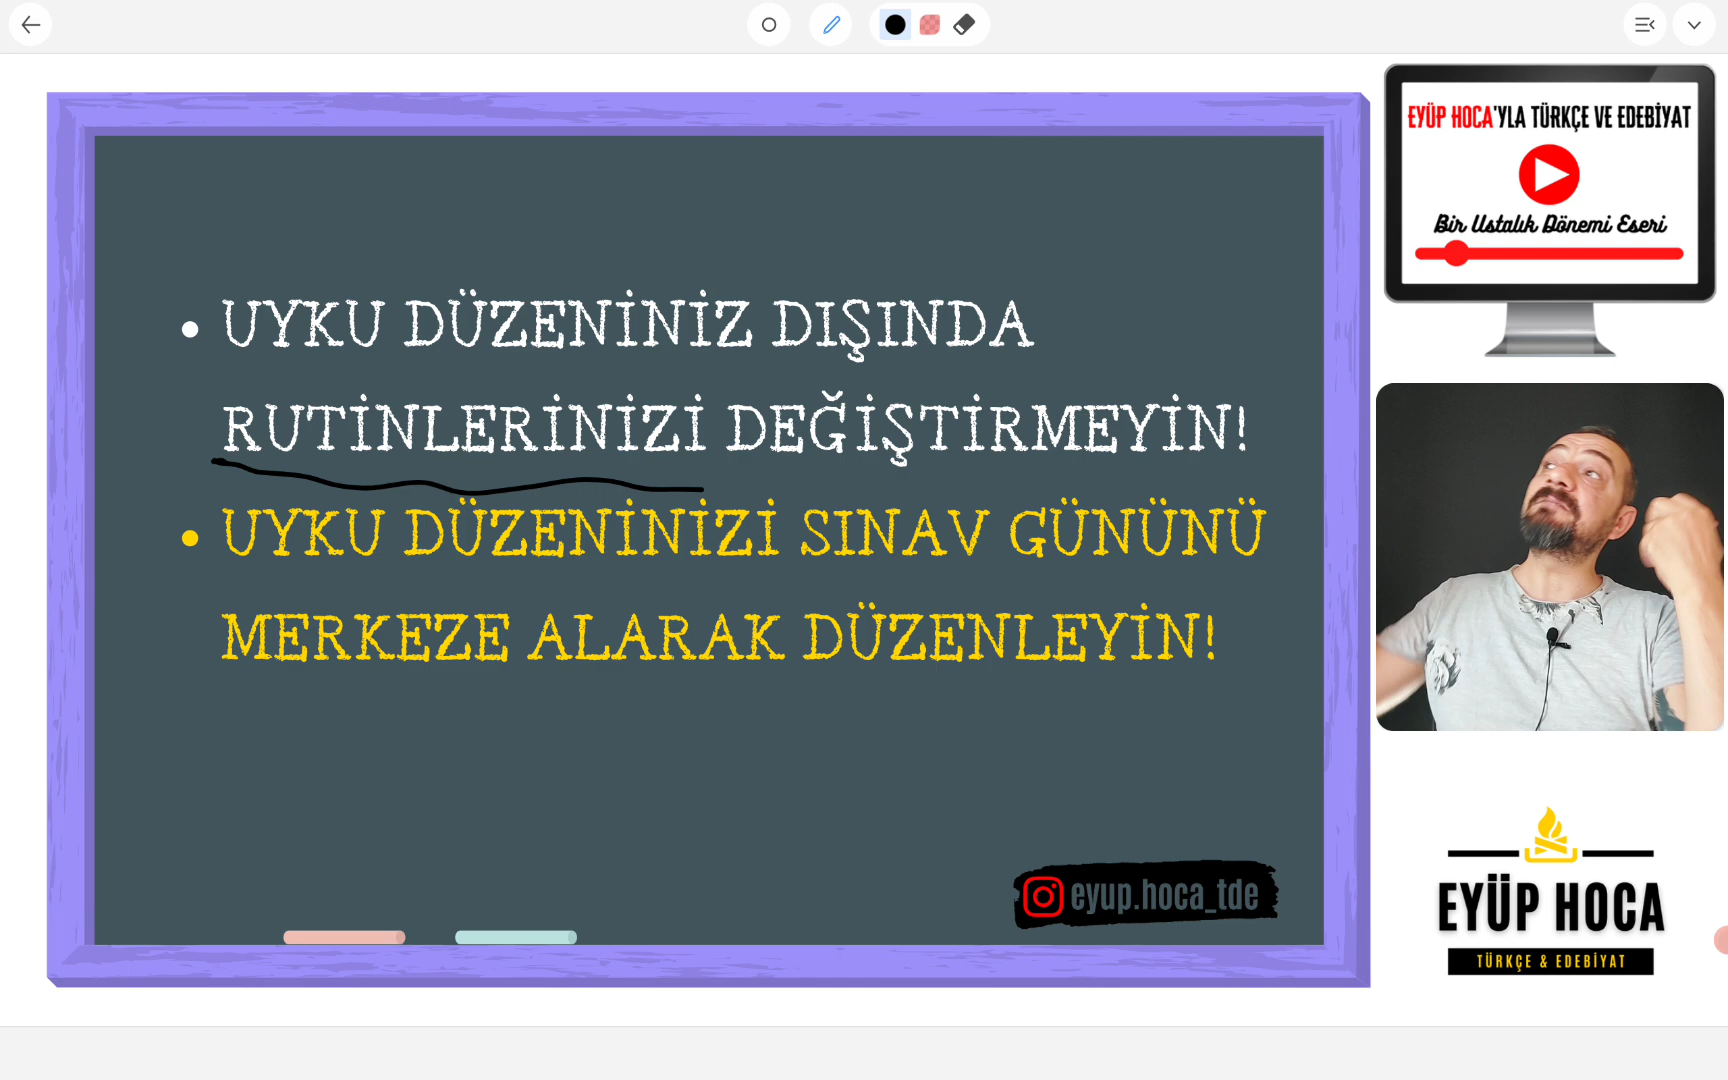 EYÜP HOCA'YLA TÜRKÇE VE EDEBİYAT
Bir Ustalık Dönemi Eseri
• UYKU DÜZENİNİZ DIŞINDA
RUTİNLERİNİZİ DEĞİŞTİRMEYİN!
• UYKU DÜZENİNİZİ SINAV GÜNÜNÜ
MERKEZE ALARAK DÜZENLEYİN!
eyup.hoca_tde
EYÜP HOCA
TÜRKÇE & EDEBİYAT